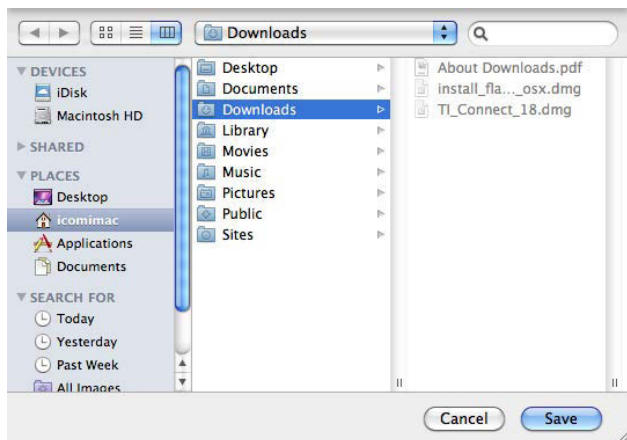 Downloads
DEVICES
iDisk
Macintosh HD
SHARED
PLACES
Desktop
icomimac
Applications
Documents
SEARCH FOR
Today
Yesterday
Past Week
All Images
Desktop
Documents
Downloads
Library
Movies
Music
Pictures
Public
Sites
About Downloads.pdf
install_fla..._osx.dmg
TI_Connect_18.dmg
Cancel
Save